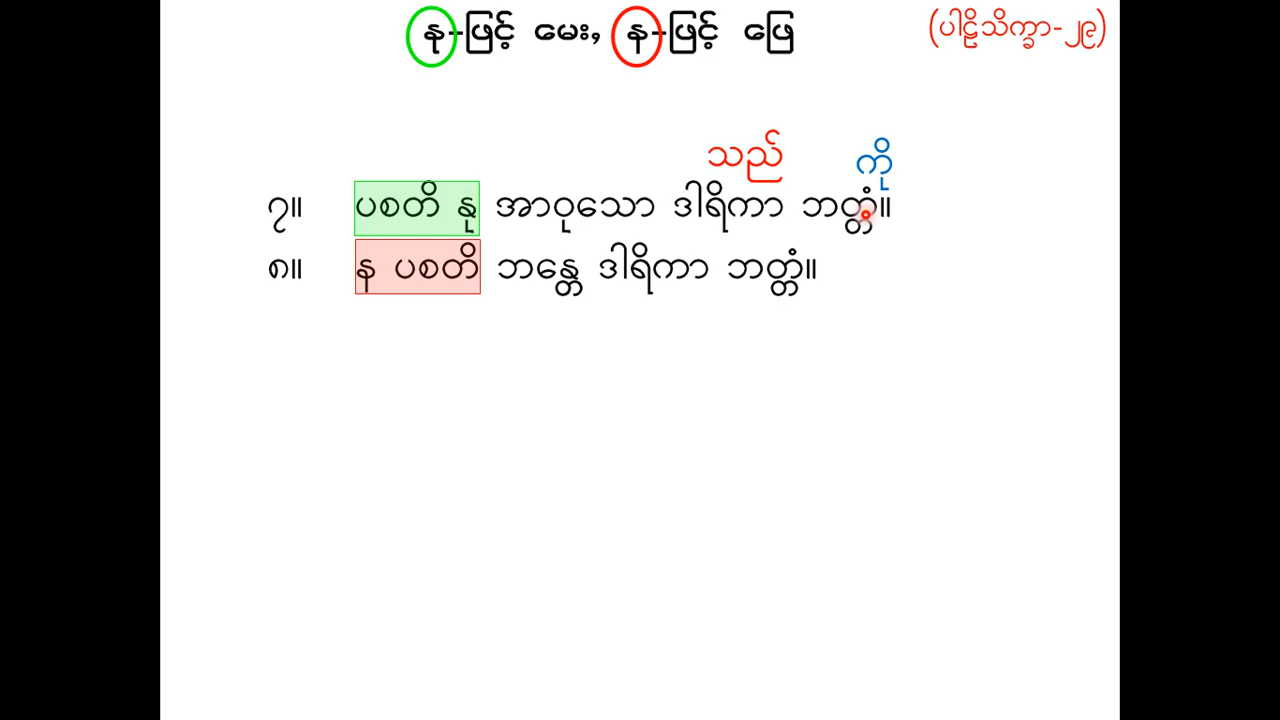 နု-ဖြင့် မေး, န-ဖြင့် ဖြေ
(ပါဠိသိက္ခာ-၂၉)
သည် ကို
၇။ ပစတိ နု အာဝုသော ဒါရိကာ ဘတ္တံ။
၈။ န ပစတိ ဘန္တေ ဒါရိကာ ဘတ္တံ။